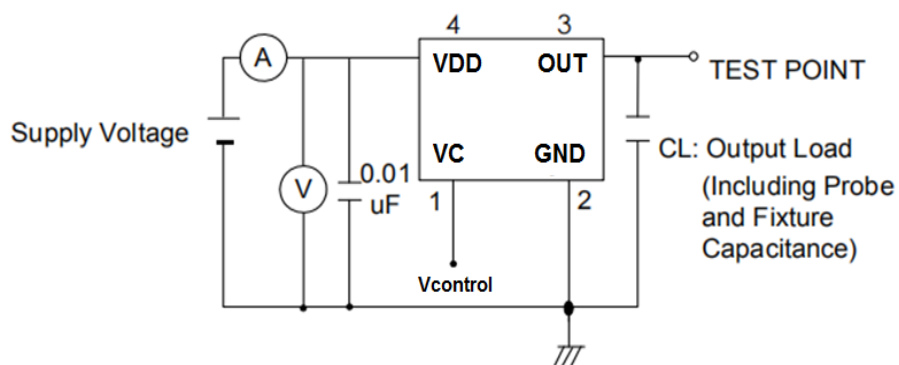 4
3
A
VDD
OUT
TEST POINT
Supply Voltage
VC
GND
CL: Output Load
(Including Probe
and Fixture
Capacitance)
V
0.01
uF
1
2
Vcontrol